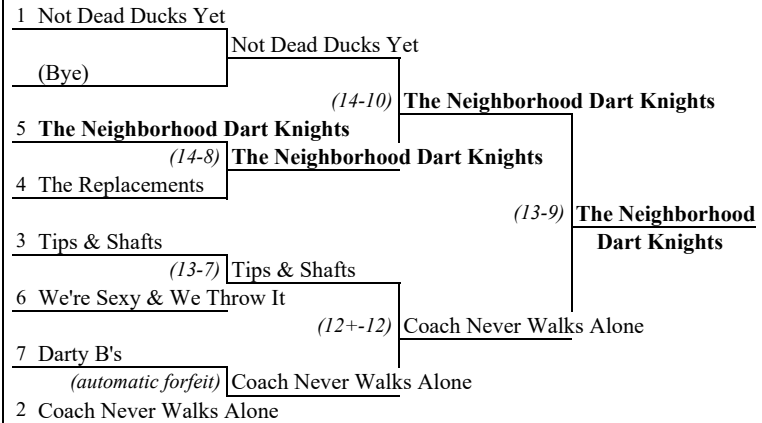 1 Not Dead Ducks Yet
Not Dead Ducks Yet
(Bye)
(14-10) The Neighborhood Dart Knights
5 The Neighborhood Dart Knights
(14-8) The Neighborhood Dart Knights
4 The Replacements
(13-9) The Neighborhood
Dart Knights
3 Tips & Shafts
(13-7) Tips & Shafts
6 We're Sexy & We Throw It
(12+-12) Coach Never Walks Alone
7 Darty B's
(automatic forfeit) Coach Never Walks Alone
2 Coach Never Walks Alone